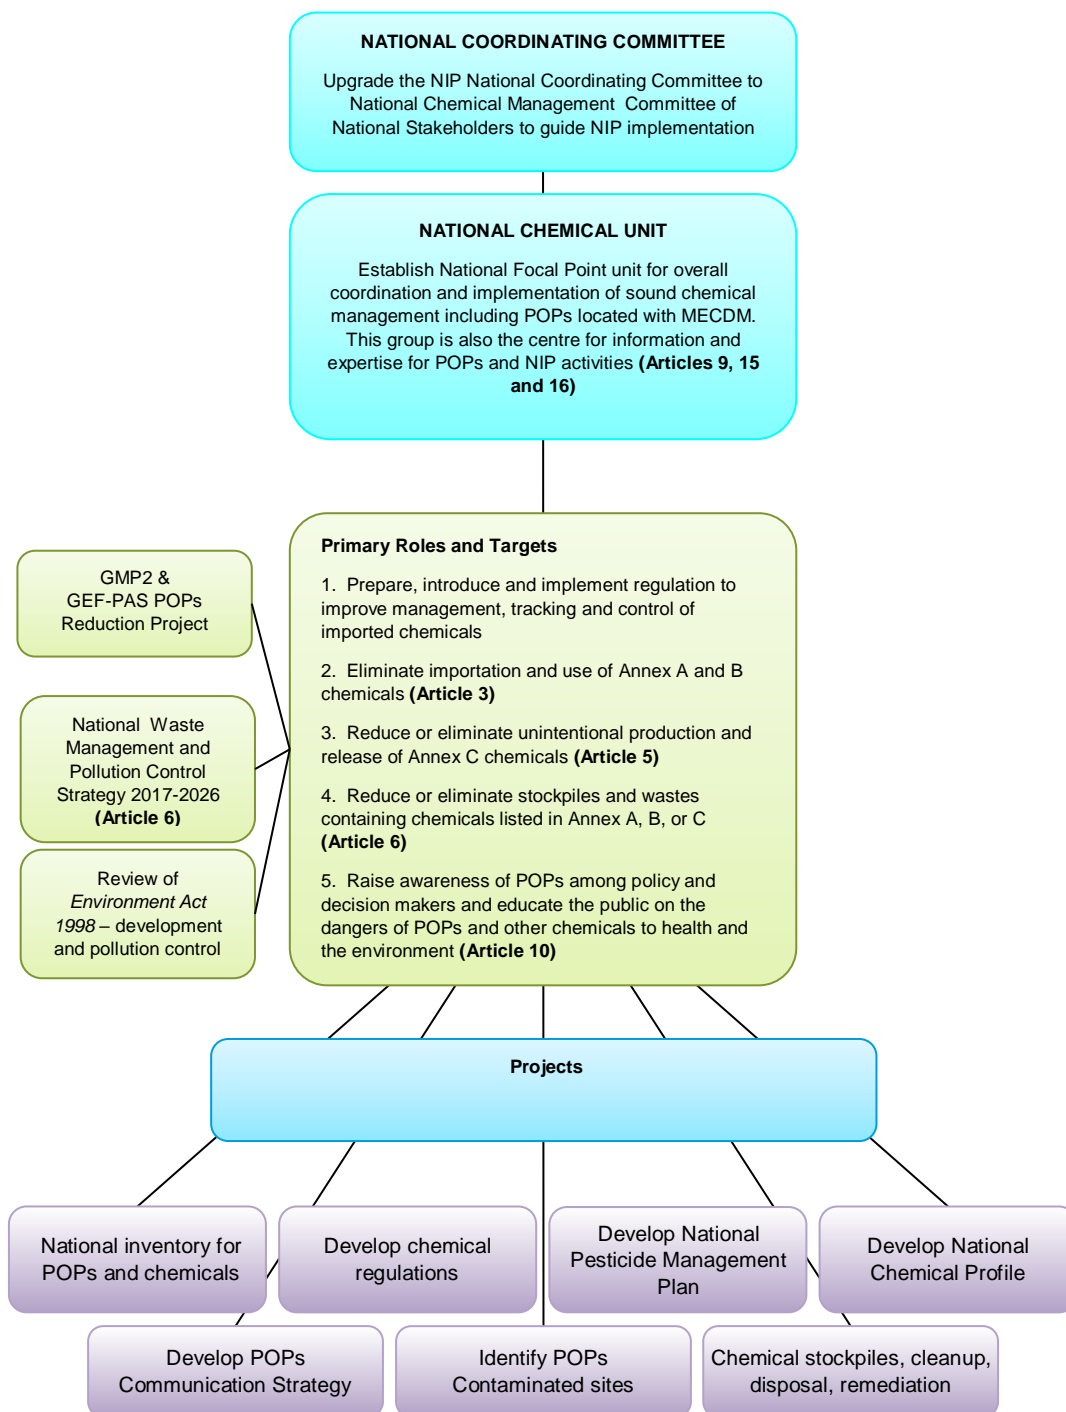 NATIONAL COORDINATING COMMITTEE
Upgrade the NIP National Coordinating Committee to
National Chemical Management Committee of
National Stakeholders to guide NIP implementation
NATIONAL CHEMICAL UNIT
Establish National Focal Point unit for overall
coordination and implementation of sound chemical
management including POPs located with MECDM.
This group is also the centre for information and
expertise for POPs and NIP activities (Articles 9, 15
and 16)
GMP2 &
GEF-PAS POPs
Reduction Project
National Waste
Management and
Pollution Control
Strategy 2017-2026
(Article 6)
Review of
Environment Act
1998 – development
and pollution control
Primary Roles and Targets
1. Prepare, introduce and implement regulation to
improve management, tracking and control of
imported chemicals
2. Eliminate importation and use of Annex A and B
chemicals (Article 3)
3. Reduce or eliminate unintentional production and
release of Annex C chemicals (Article 5)
4. Reduce or eliminate stockpiles and wastes
containing chemicals listed in Annex A, B, or C
(Article 6)
5. Raise awareness of POPs among policy and
decision makers and educate the public on the
dangers of POPs and other chemicals to health and
the environment (Article 10)
Projects
National inventory for
POPs and chemicals
Develop chemical
regulations
Develop National
Pesticide Management
Plan
Develop National
Chemical Profile
Develop POPs
Communication Strategy
Identify POPs
Contaminated sites
Chemical stockpiles, cleanup,
disposal, remediation